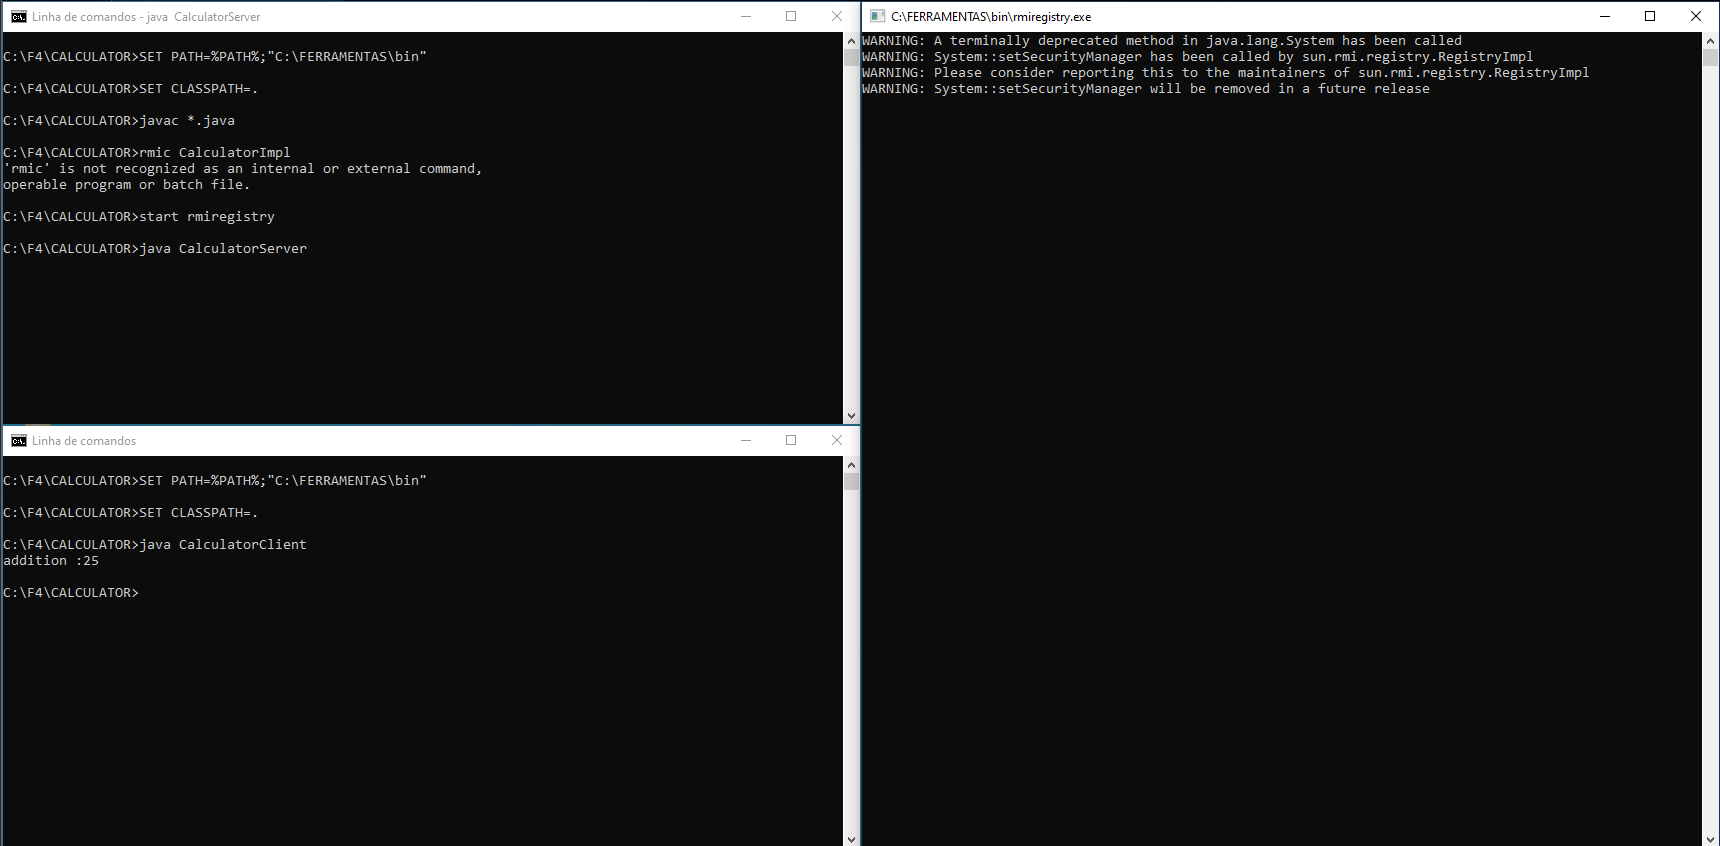 Linha de comandos - java  CalculatorServer
C:\F4\CALCULATOR>SET PATH=%PATH%;"C:\FERRAMENTAS\bin"
C:\F4\CALCULATOR>SET CLASSPATH=.
C:\F4\CALCULATOR>javac *.java
C:\F4\CALCULATOR>rmic CalculatorImpl
'rmic' is not recognized as an internal or external command,
operable program or batch file.
C:\F4\CALCULATOR>start rmiregistry
C:\F4\CALCULATOR>java CalculatorServer
Linha de comandos
C:\F4\CALCULATOR>SET PATH=%PATH%;"C:\FERRAMENTAS\bin"
C:\F4\CALCULATOR>SET CLASSPATH=.
C:\F4\CALCULATOR>java CalculatorClient
addition :25
C:\F4\CALCULATOR>
C:\FERRAMENTAS\bin\rmiregistry.exe
WARNING: A terminally deprecated method in java.lang.System has been called
WARNING: System::setSecurityManager has been called by sun.rmi.registry.RegistryImpl
WARNING: Please consider reporting this to the maintainers of sun.rmi.registry.RegistryImpl
WARNING: System::setSecurityManager will be removed in a future release